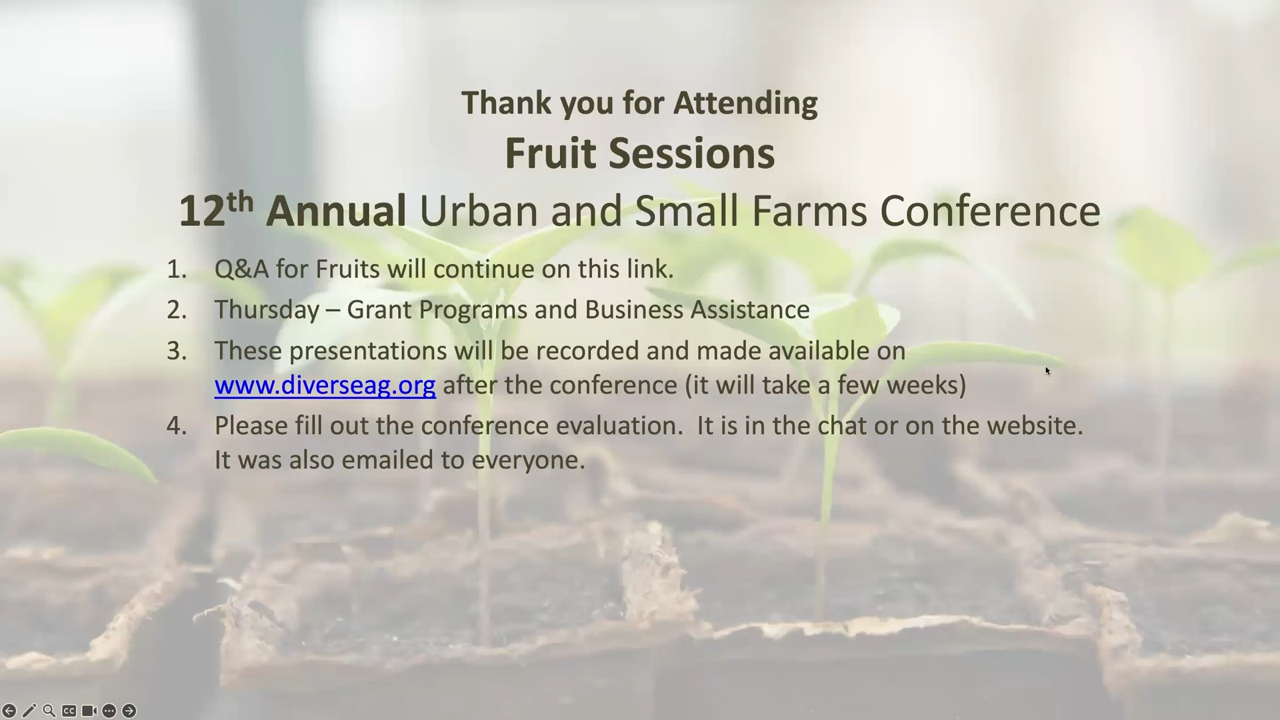 Thank you for Attending
Fruit Sessions
12th Annual Urban and Small Farms Conference
1. Q&A for Fruits will continue on this link.
2. Thursday – Grant Programs and Business Assistance
3. These presentations will be recorded and made available on
www.diverseag.org after the conference (it will take a few weeks)
4. Please fill out the conference evaluation.  It is in the chat or on the website.
It was also emailed to everyone.